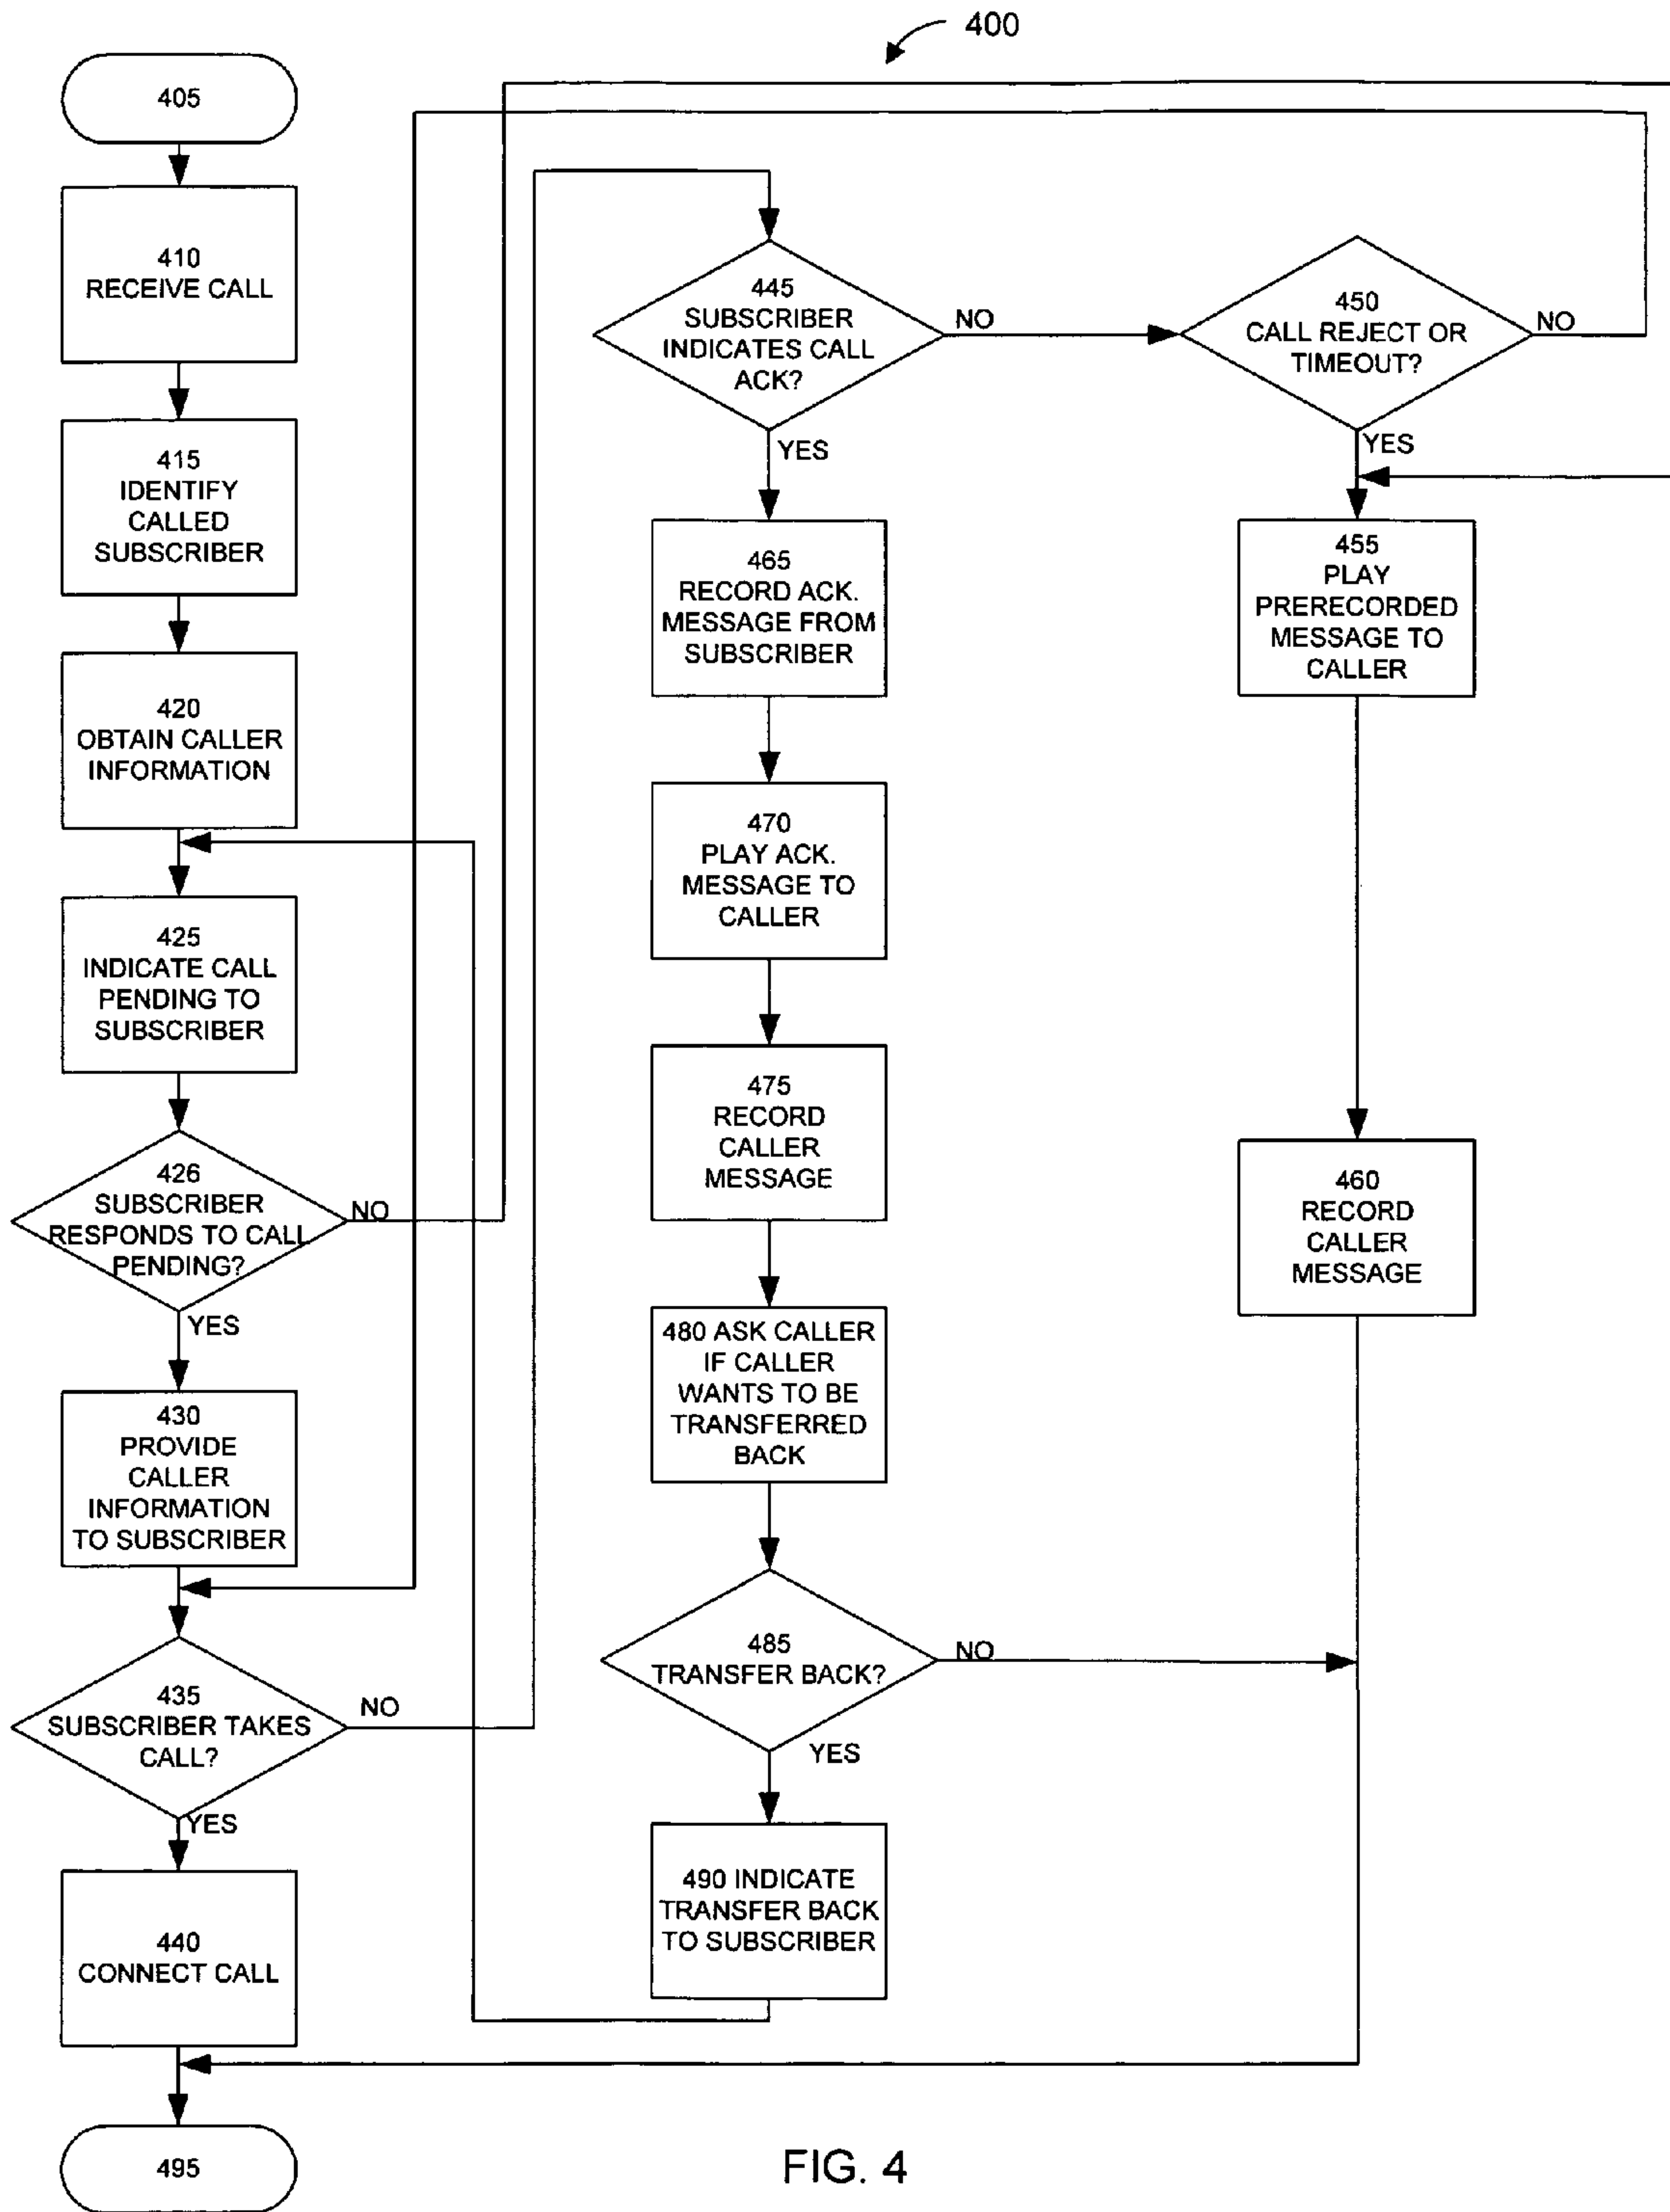 400
405
410
RECEIVE CALL
415
IDENTIFY
CALLED
SUBSCRIBER
420
OBTAIN CALLER
INFORMATION
425
INDICATE CALL
PENDING TO
SUBSCRIBER
426
SUBSCRIBER
RESPONDS TO CALL
PENDING?
NO
YES
430
PROVIDE
CALLER
INFORMATION
TO SUBSCRIBER
435
SUBSCRIBER TAKES
CALL?
NO
YES
440
CONNECT CALL
495
445
SUBSCRIBER
INDICATES CALL
ACK?
NO
YES
465
RECORD ACK.
MESSAGE FROM
SUBSCRIBER
470
PLAY ACK.
MESSAGE TO
CALLER
475
RECORD
CALLER
MESSAGE
480 ASK CALLER
IF CALLER
WANTS TO BE
TRANSFERRED
BACK
485
TRANSFER BACK?
NO
YES
490 INDICATE
TRANSFER BACK
TO SUBSCRIBER
450
CALL REJECT OR
TIMEOUT?
NO
YES
455
PLAY
PRERECORDED
MESSAGE TO
CALLER
460
RECORD
CALLER
MESSAGE
FIG. 4